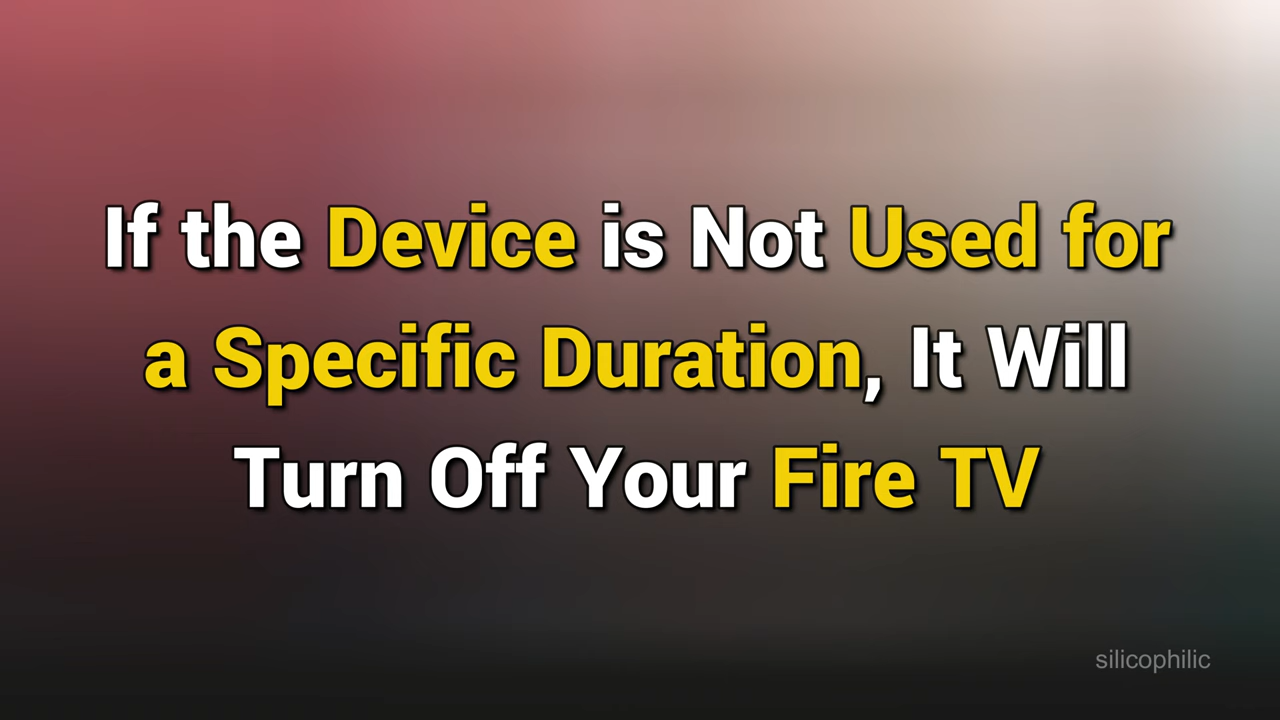 If the Device is Not Used for
a Specific Duration, It Will
Turn Off Your Fire TV
silicophilic